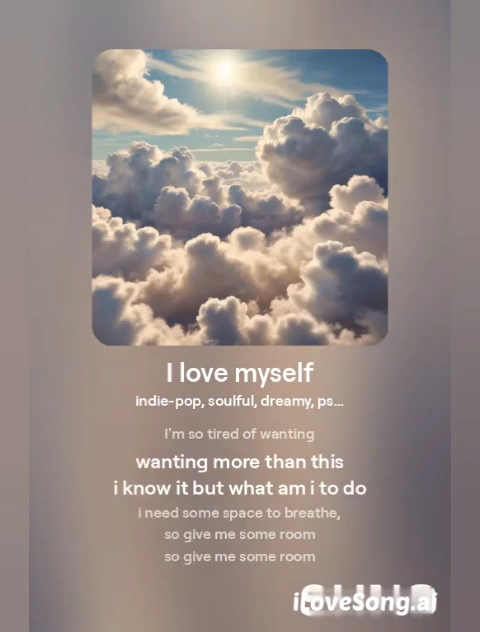 I love myself
indie-pop, soulful, dreamy, ps...
I'm so tired of wanting
wanting more than this
i know it but what am i to do
i need some space to breathe,
so give me some room
so give me some room
iLoveSong.ai